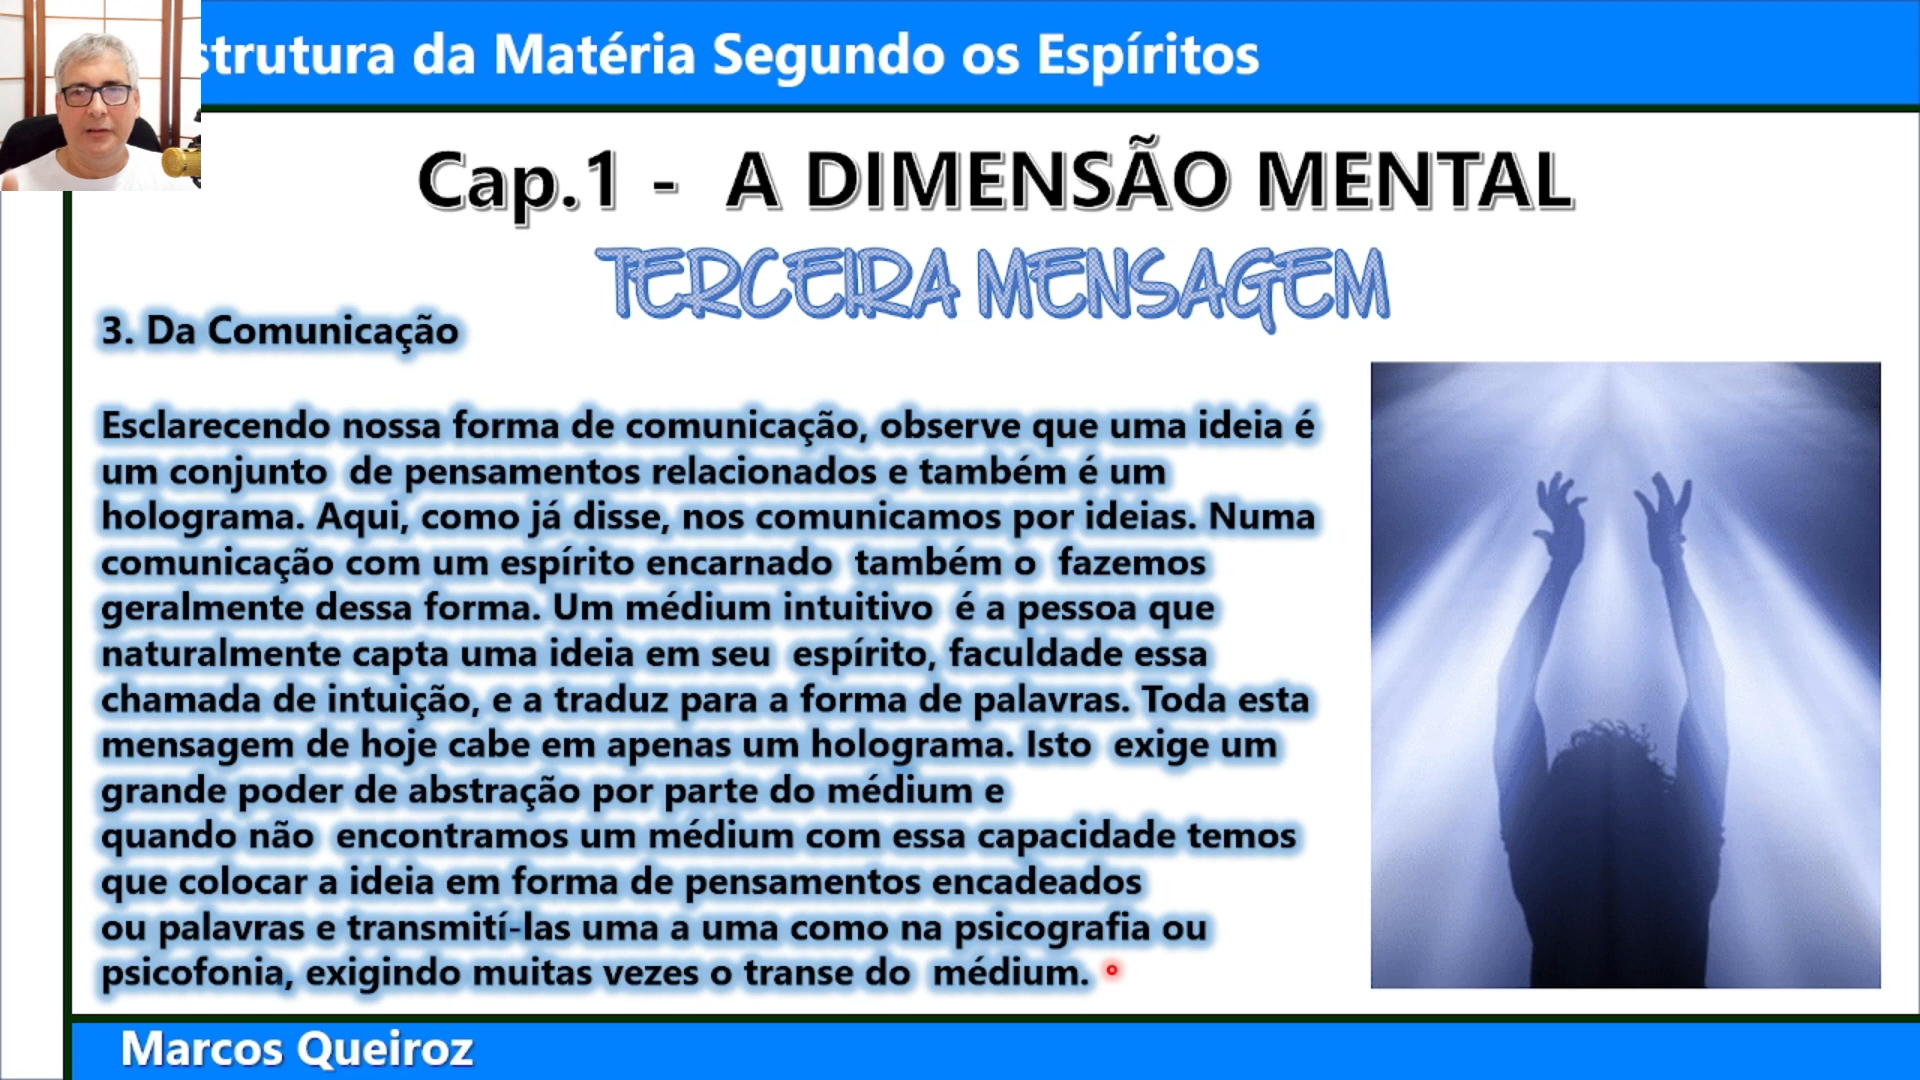 strutura da Matéria Segundo os Espíritos
Cap.1 - A DIMENSÃO MENTAL
TERCEIRA MENSAGEM
3. Da Comunicação
Esclarecendo nossa forma de comunicação, observe que uma ideia é
um conjunto de pensamentos relacionados e também é um
holograma. Aqui, como já disse, nos comunicamos por ideias. Numa
comunicação com um espírito encarnado também o fazemos
geralmente dessa forma. Um médium intuitivo é a pessoa que
naturalmente capta uma ideia em seu espírito, faculdade essa
chamada de intuição, e a traduz para a forma de palavras. Toda esta
mensagem de hoje cabe em apenas um holograma. Isto exige um
grande poder de abstração por parte do médium e
quando não encontramos um médium com essa capacidade temos
que colocar a ideia em forma de pensamentos encadeados
ou palavras e transmití-las uma a uma como na psicografia ou
psicofonia, exigindo muitas vezes o transe do médium.
Marcos Queiroz